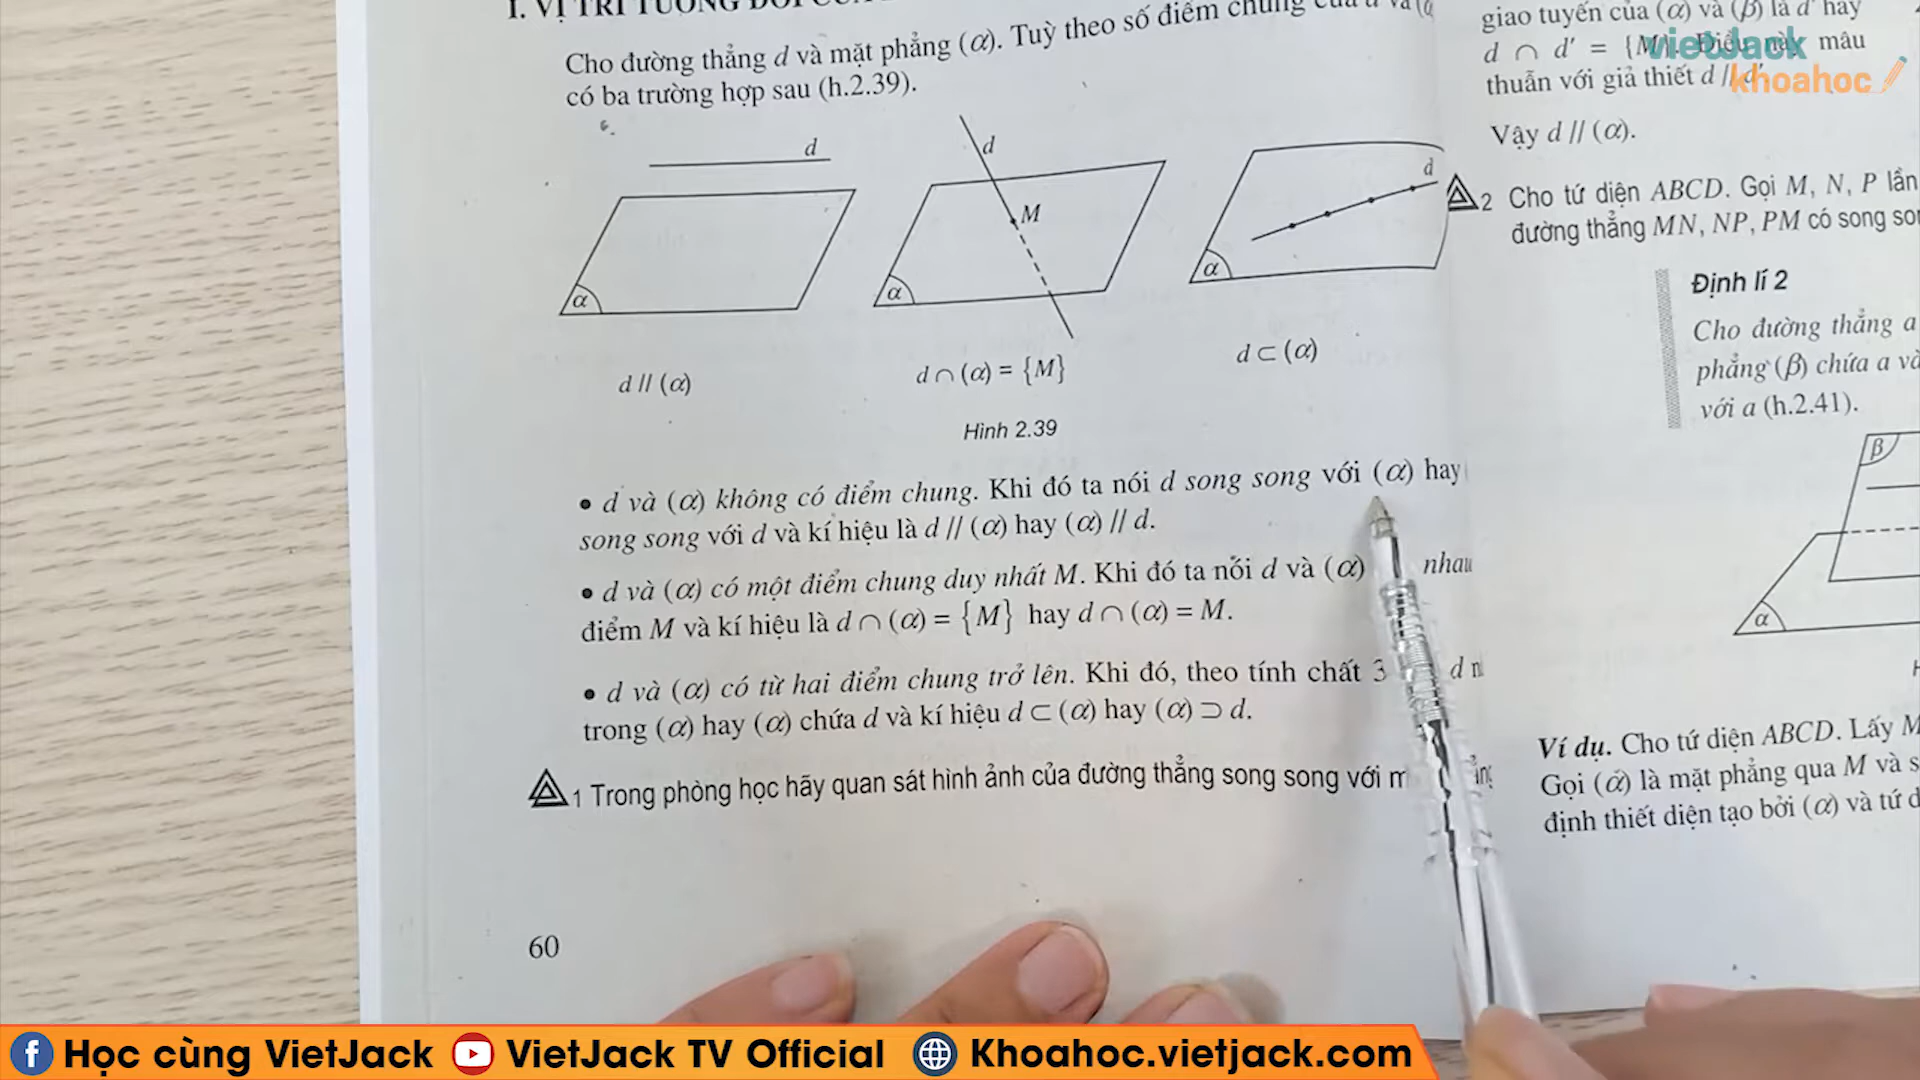 I. VỊ TRÍ TƯƠNG ĐỐI
Cho đường thẳng d và mặt phẳng (α). Tuỳ theo số điểm chung của d và (α
có ba trường hợp sau (h.2.39).
d
α
d // (α)
d
M
α
d ∩ (α) = {M}
d
α
d ⊂ (α)
Hình 2.39
• d và (α) không có điểm chung. Khi đó ta nói d song song với (α) hay
song song với d và kí hiệu là d // (α) hay (α) // d.
• d và (α) có một điểm chung duy nhất M. Khi đó ta nói d và (α) nhau
điểm M và kí hiệu là d ∩ (α) = {M} hay d ∩ (α) = M.
• d và (α) có từ hai điểm chung trở lên. Khi đó, theo tính chất 3 d
trong (α) hay (α) chứa d và kí hiệu d ⊂ (α) hay (α) ⊃ d.
1 Trong phòng học hãy quan sát hình ảnh của đường thẳng song song với
60
giao tuyến của (α) và (β) là d' hay
d ∩ d' = {M}. Điều này mâu
thuẫn với giả thiết d // d'
Vậy d // (α).
2 Cho tứ diện ABCD. Gọi M, N, P lần
đường thẳng MN, NP, PM có song
Định lí 2
Cho đường thẳng a
phẳng (β) chứa a và
với a (h.2.41).
β
α
Ví dụ. Cho tứ diện ABCD. Lấy M
Gọi (α) là mặt phẳng qua M và
định thiết diện tạo bởi (α) và tứ
vietJack
khoahoc
Học cùng VietJack VietJack TV Official Khoahoc.vietjack.com